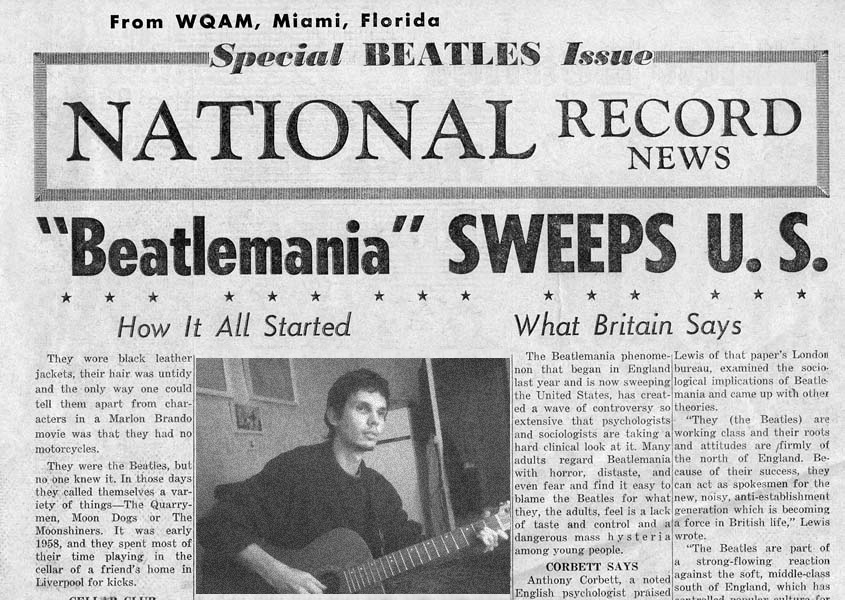 From WQAM, Miami, Florida
Special BEATLES Issue
NATIONAL RECORD
NEWS
"Beatlemania" SWEEPS U. S.
How It All Started
They wore black leather
jackets, their hair was untidy
and the only way one could
tell them apart from char-
acters in a Marlon Brando
movie was that they had no
motorcycles.
They were the Beatles, but
no one knew it. In those days
they called themselves a var-
iety of things—The Quarry-
men, Moon Dogs or The
Moonshiners. It was early
1958, and they spent most of
their time playing in the
cellar of a friend's home in
Liverpool for kicks.
CELLAR CLUB
What Britain Says
The Beatlemania phenome-
non that began in England
last year and is now sweeping
the United States, has creat-
ed a wave of controversy so
extensive that psychologists
and sociologists are taking a
hard clinical look at it. Many
adults regard Beatlemania
with horror, distaste, and
even fear and find it easy to
blame the Beatles for what
they, the adults, feel is a lack
of taste and control and a
dangerous mass hysteria
among young people.
CORBETT SAYS
Anthony Corbett, a noted
English psychologist praised
Lewis of that paper's London
bureau, examined the socio-
logical implications of Beatle-
mania and came up with other
theories.
"They (the Beatles) are
working class and their roots
and attitudes are firmly of
the north of England. Be-
cause of their success, they
can act as spokesmen for the
new, noisy, anti-establishment
generation which is becoming
a force in British life," Lewis
wrote.
"The Beatles are part of
a strong-flowing reaction
against the soft, middle-class
south of England, which has
controlled popular culture for